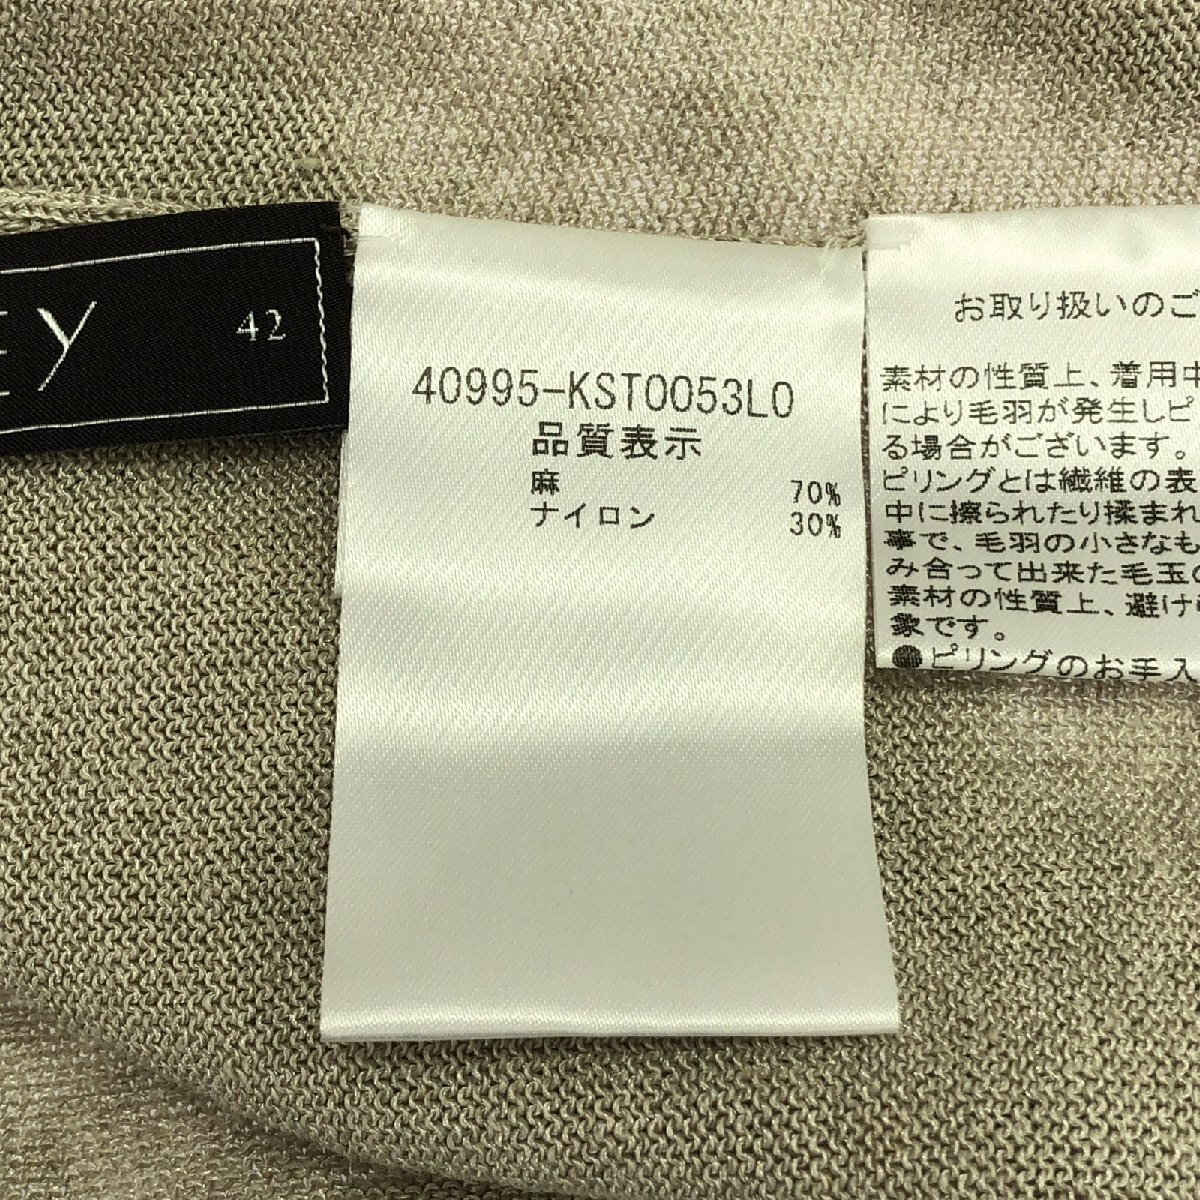 EY
42
40995-KST0053L0
品質表示
麻 70%
ナイロン 30%
お取り扱いのご
素材の性質上、着用中
により毛羽が発生しピ
る場合がございます。
ピリングとは繊維の表
中に擦られたり揉まれ
事で、毛羽の小さなも
み合って出来た毛玉の
素材の性質上、避け
象です。
●ピリングのお手入